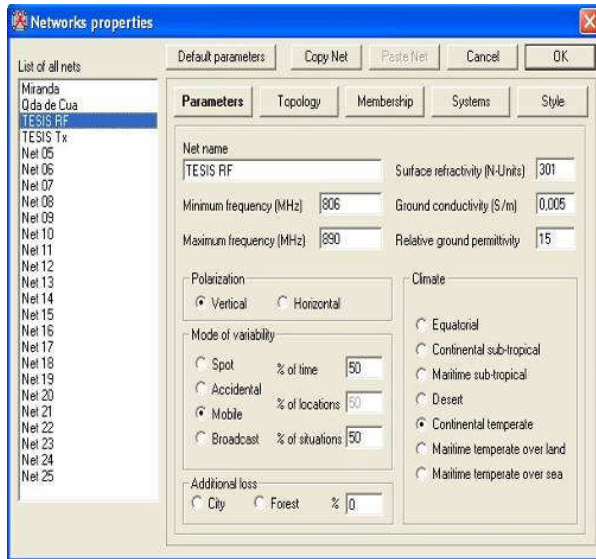 Networks properties
List of all nets
Default parameters
Copy Net
Paste Net
Cancel
OK
Miranda
Qda de Cua
TESIS RF
TESIS Tx
Net 05
Net 06
Net 07
Net 08
Net 09
Net 10
Net 11
Net 12
Net 13
Net 14
Net 15
Net 16
Net 17
Net 18
Net 19
Net 20
Net 21
Net 22
Net 23
Net 24
Net 25
Parameters
Topology
Membership
Systems
Style
Net name
TESIS RF
Surface refractivity (N-Units) 301
Minimum frequency (MHz) 806
Ground conductivity (S/m) 0,005
Maximum frequency (MHz) 890
Relative ground permittivity 15
Polarization
Vertical
Horizontal
Mode of variability
Spot
Accidental
Mobile
Broadcast
% of time 50
% of locations 50
% of situations 50
Additional loss
City
Forest
% 0
Climate
Equatorial
Continental sub-tropical
Maritime sub-tropical
Desert
Continental temperate
Maritime temperate over land
Maritime temperate over sea